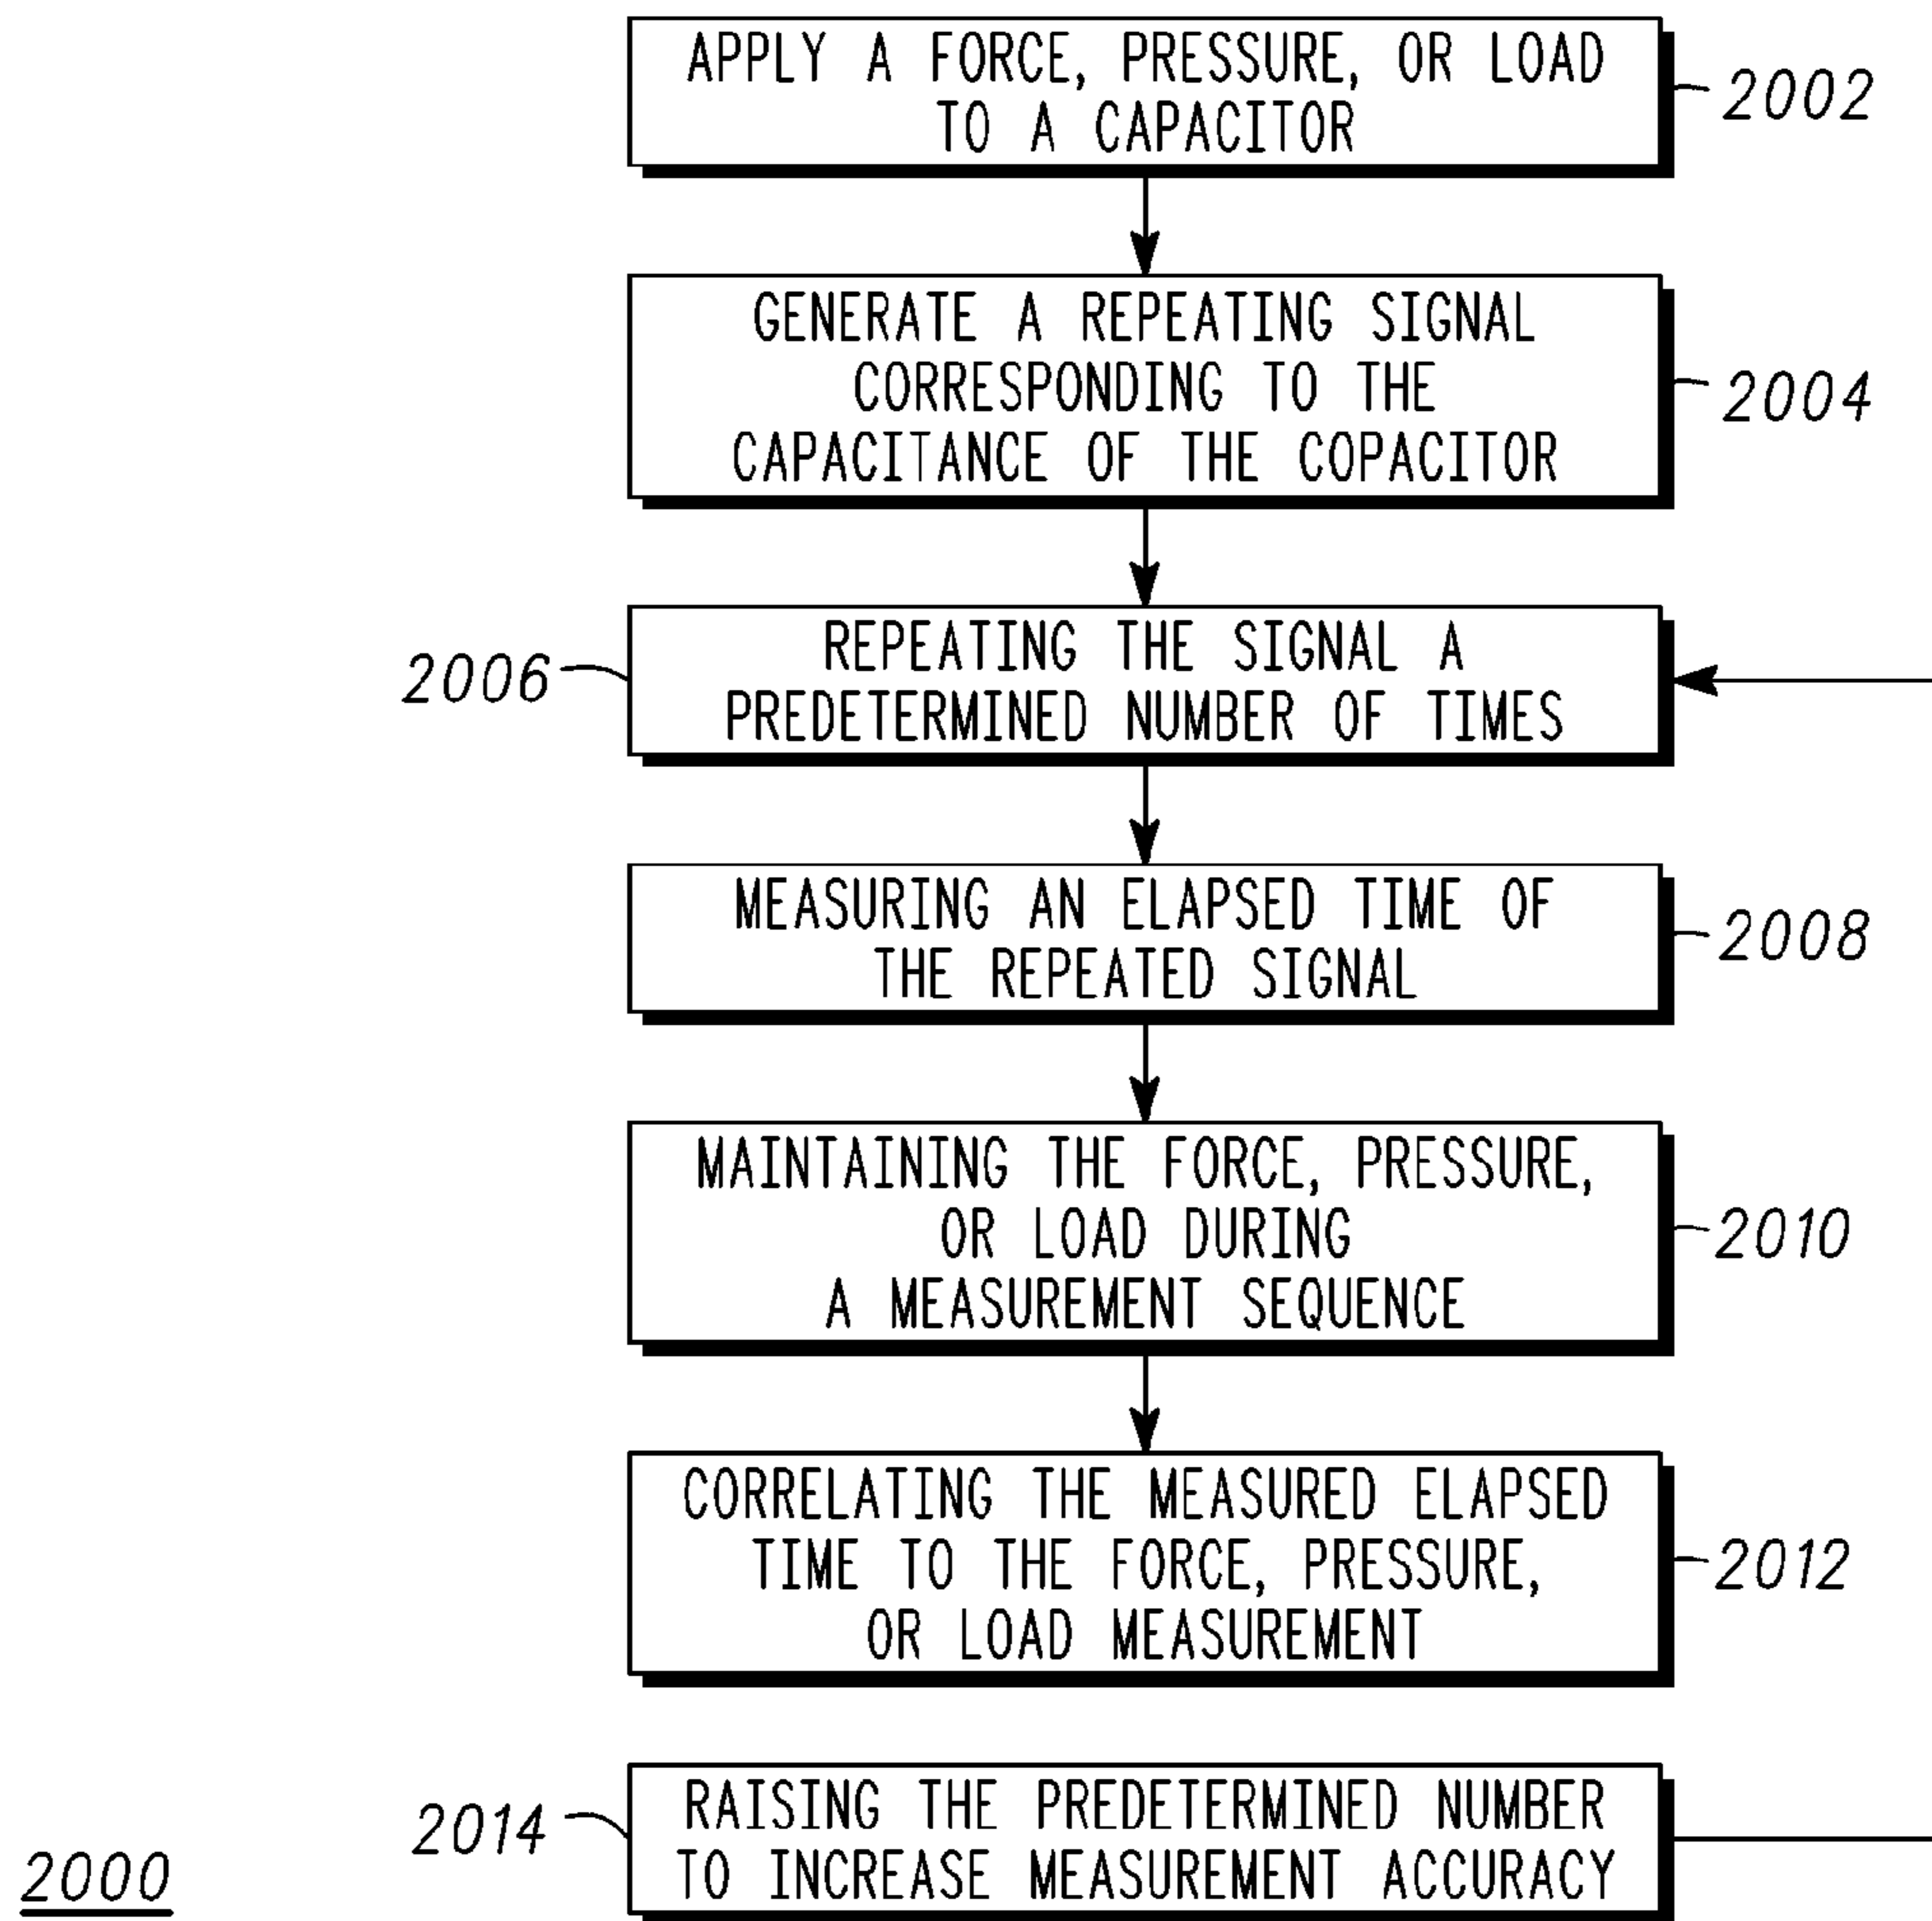 APPLY A FORCE, PRESSURE, OR LOAD
TO A CAPACITOR
2002
GENERATE A REPEATING SIGNAL
CORRESPONDING TO THE
CAPACITANCE OF THE COPACITOR
2004
REPEATING THE SIGNAL A
PREDETERMINED NUMBER OF TIMES
2006
MEASURING AN ELAPSED TIME OF
THE REPEATED SIGNAL
2008
MAINTAINING THE FORCE, PRESSURE,
OR LOAD DURING
A MEASUREMENT SEQUENCE
2010
CORRELATING THE MEASURED ELAPSED
TIME TO THE FORCE, PRESSURE,
OR LOAD MEASUREMENT
2012
RAISING THE PREDETERMINED NUMBER
TO INCREASE MEASUREMENT ACCURACY
2014
2000